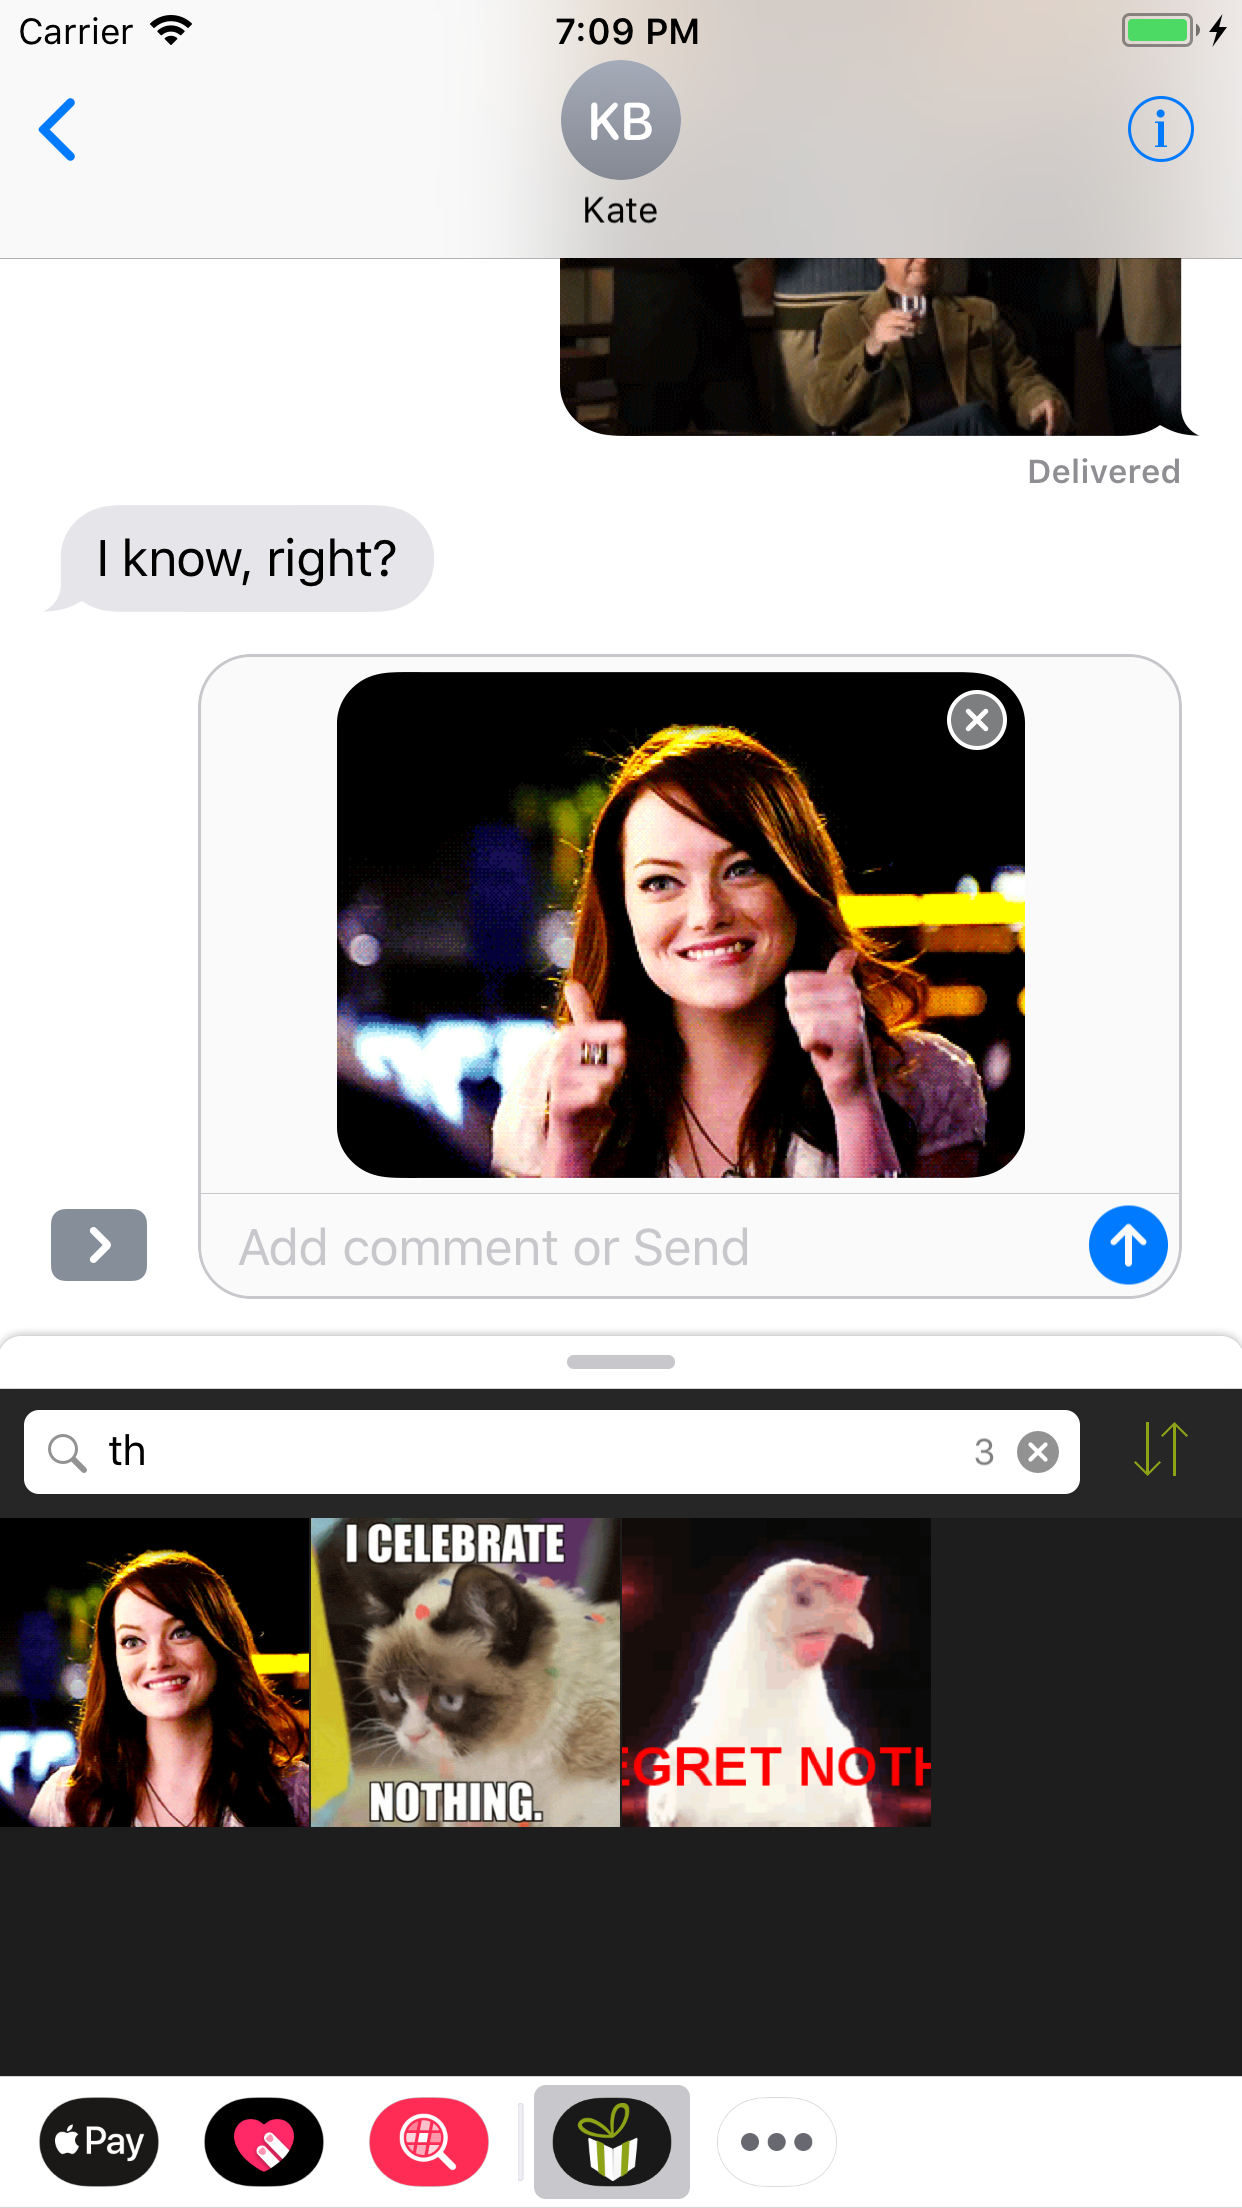 Carrier
7:09 PM
KB
Kate
Delivered
I know, right?
Add comment or Send
th
3
I CELEBRATE
NOTHING.
EGRET NOTH
Pay